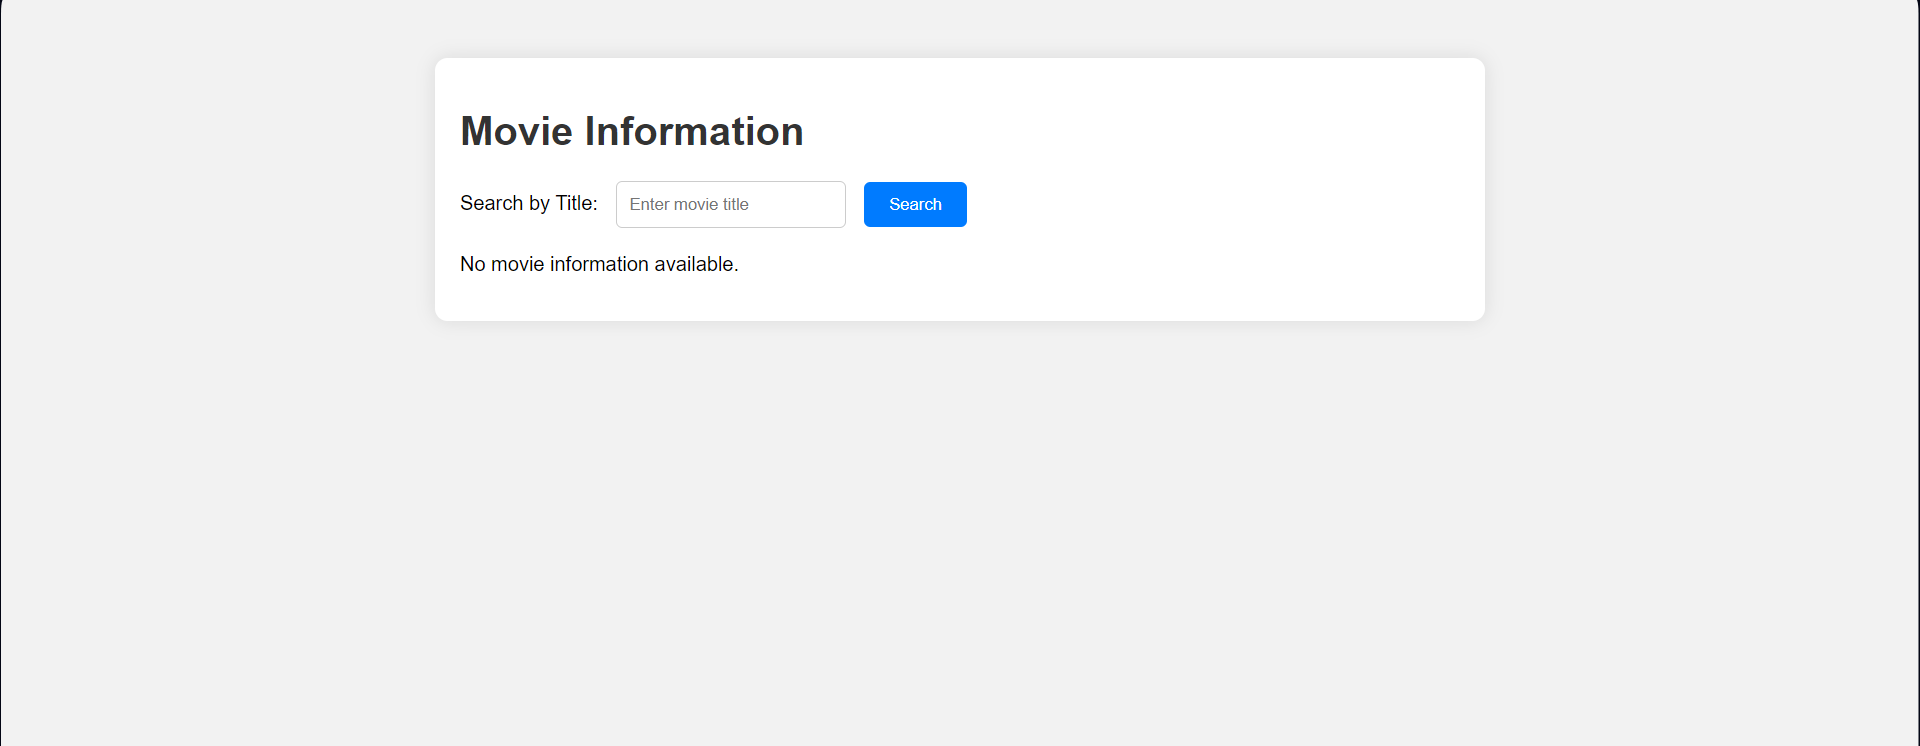 Movie Information
Search by Title: Enter movie title Search
No movie information available.